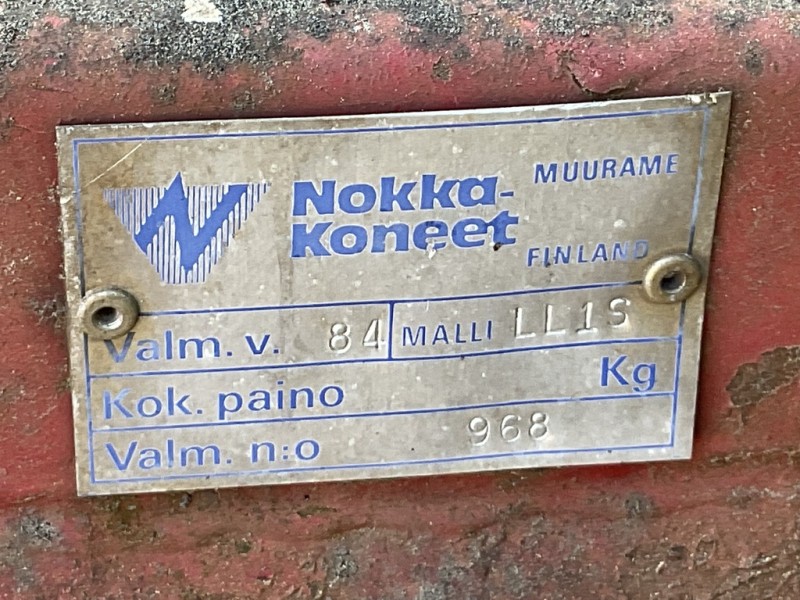 Nokka-
Koneet
MUURAME
FINLAND
Valm. v. 84 MALLI LL1S
Kok. paino Kg
Valm. n:o 968